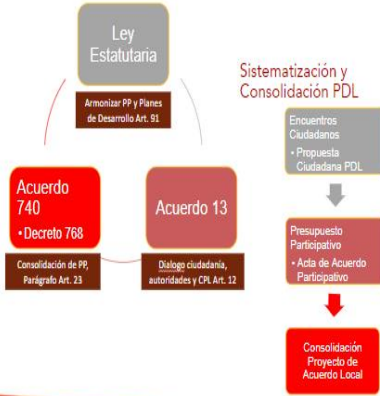 Ley
Estatutaria
Armonizar PP y Planes
de Desarrollo Art. 91
Acuerdo
740
• Decreto 768
Consolidación de PP,
Parágrafo Art. 23
Acuerdo 13
Dialogo ciudadanía,
autoridades y CPL Art. 12
Sistematización y
Consolidación PDL
Encuentros
Ciudadanos
• Propuesta
Ciudadana PDL
Presupuesto
Participativo
• Acta de Acuerdo
Participativo
Consolidación
Proyecto de
Acuerdo Local